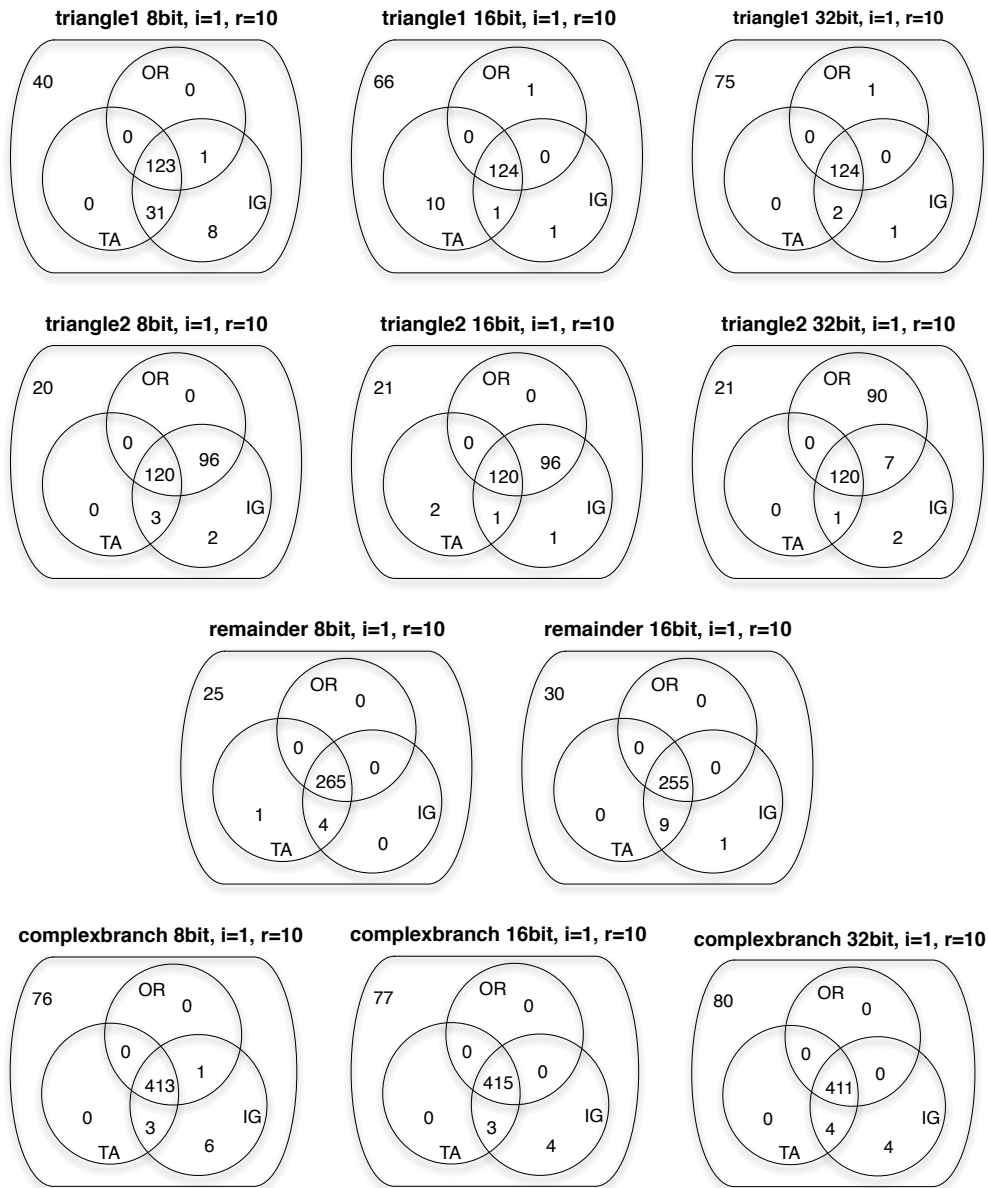 triangle1 8bit, i=1, r=10
40
OR
0
0
123
1
0
31
IG
TA
8
triangle1 16bit, i=1, r=10
66
OR
1
0
124
0
10
1
IG
TA
1
triangle1 32bit, i=1, r=10
75
OR
1
0
124
0
0
2
IG
TA
1
triangle2 8bit, i=1, r=10
20
OR
0
0
120
96
0
3
IG
TA
2
triangle2 16bit, i=1, r=10
21
OR
0
0
120
96
2
1
IG
TA
1
triangle2 32bit, i=1, r=10
21
OR
90
0
120
7
0
1
IG
TA
2
remainder 8bit, i=1, r=10
25
OR
0
0
265
0
1
4
IG
TA
0
remainder 16bit, i=1, r=10
30
OR
0
0
255
0
0
9
IG
TA
1
complexbranch 8bit, i=1, r=10
76
OR
0
0
413
1
0
3
IG
TA
6
complexbranch 16bit, i=1, r=10
77
OR
0
0
415
0
0
3
IG
TA
4
complexbranch 32bit, i=1, r=10
80
OR
0
0
411
0
0
4
IG
TA
4